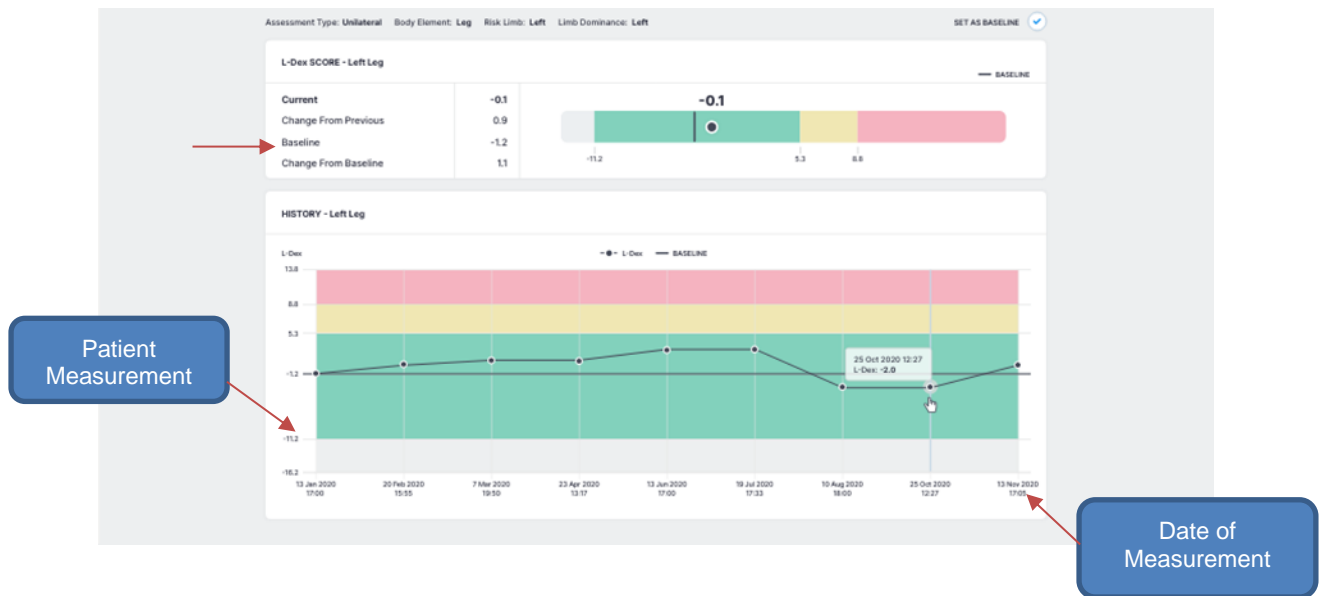 Assessment Type: Unilateral Body Element: Leg Risk Limb: Left Limb Dominance: Left SET AS BASELINE
L-Dex SCORE - Left Leg
BASELINE
Current -0.1
Change From Previous 0.9
Baseline -1.2
Change From Baseline 1.1
-0.1
-11.2 5.3 8.8
HISTORY - Left Leg
L-Dex
L-Dex BASELINE
13.8
8.8
5.3
-1.2
-11.2
-16.2
25 Oct 2020 12:27
L-Dex: -2.0
13 Jan 2020 20 Feb 2020 7 Mar 2020 23 Apr 2020 13 Jun 2020 19 Jul 2020 10 Aug 2020 25 Oct 2020 13 Nov 2020
17:00 15:55 19:50 13:17 17:00 17:33 18:00 12:27 17:05
Patient
Measurement
Date of
Measurement